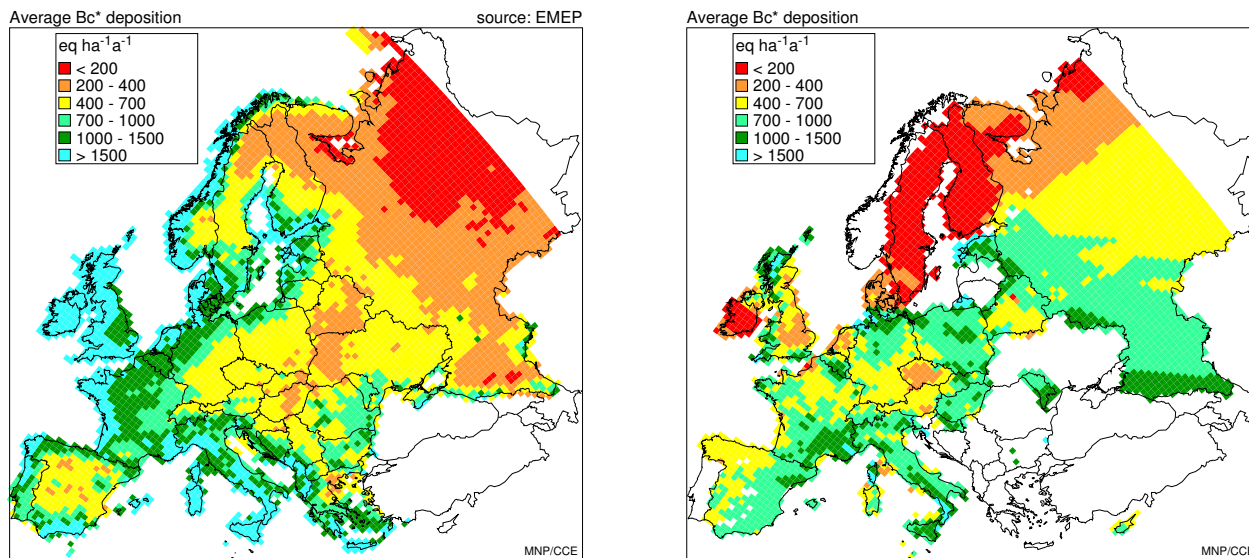 Average Bc* deposition source: EMEP
eq ha⁻¹a⁻¹
< 200
200 - 400
400 - 700
700 - 1000
1000 - 1500
> 1500
MNP/CCE
Average Bc* deposition
eq ha⁻¹a⁻¹
< 200
200 - 400
400 - 700
700 - 1000
1000 - 1500
> 1500
MNP/CCE